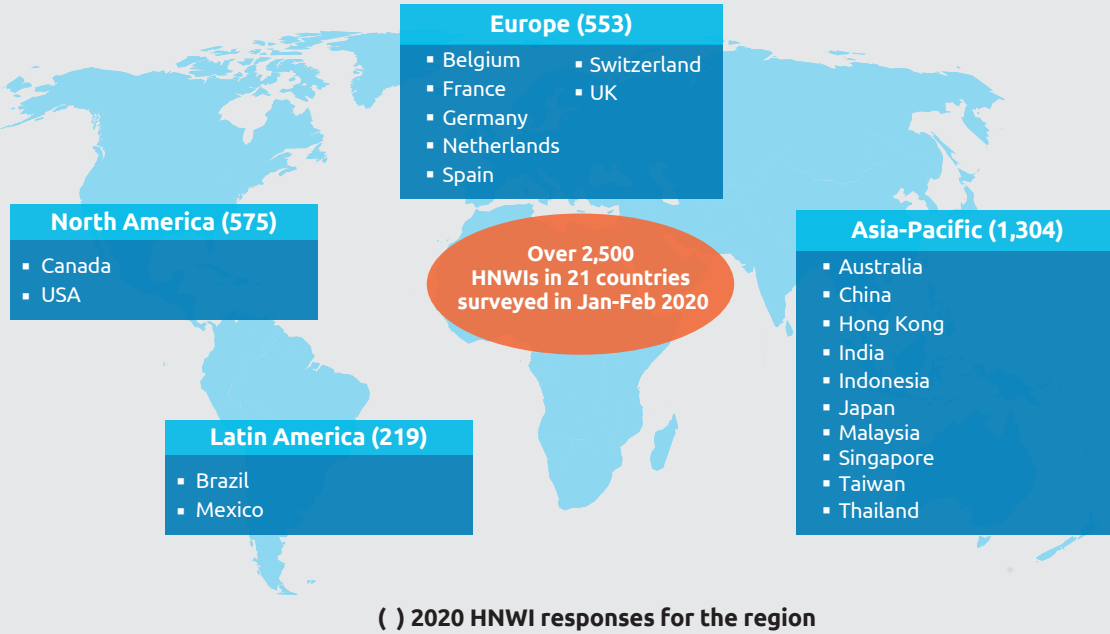 Europe (553)
▪ Belgium
▪ France
▪ Germany
▪ Netherlands
▪ Spain
▪ Switzerland
▪ UK
North America (575)
▪ Canada
▪ USA
Over 2,500
HNWIs in 21 countries
surveyed in Jan-Feb 2020
Asia-Pacific (1,304)
▪ Australia
▪ China
▪ Hong Kong
▪ India
▪ Indonesia
▪ Japan
▪ Malaysia
▪ Singapore
▪ Taiwan
▪ Thailand
Latin America (219)
▪ Brazil
▪ Mexico
( ) 2020 HNWI responses for the region